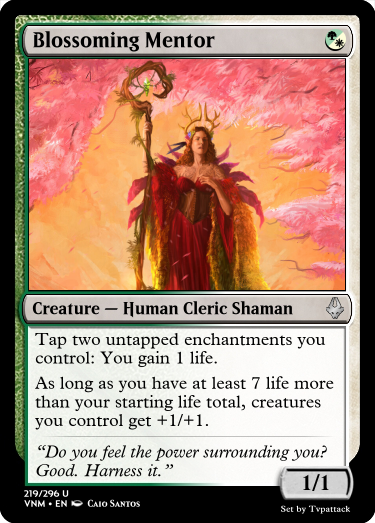 Blossoming Mentor
Creature — Human Cleric Shaman
Tap two untapped enchantments you
control: You gain 1 life.
As long as you have at least 7 life more
than your starting life total, creatures
you control get +1/+1.
“Do you feel the power surrounding you?
Good. Harness it.”
1/1
219/296 U
VNM • EN Caio Santos
Set by Tvpattack